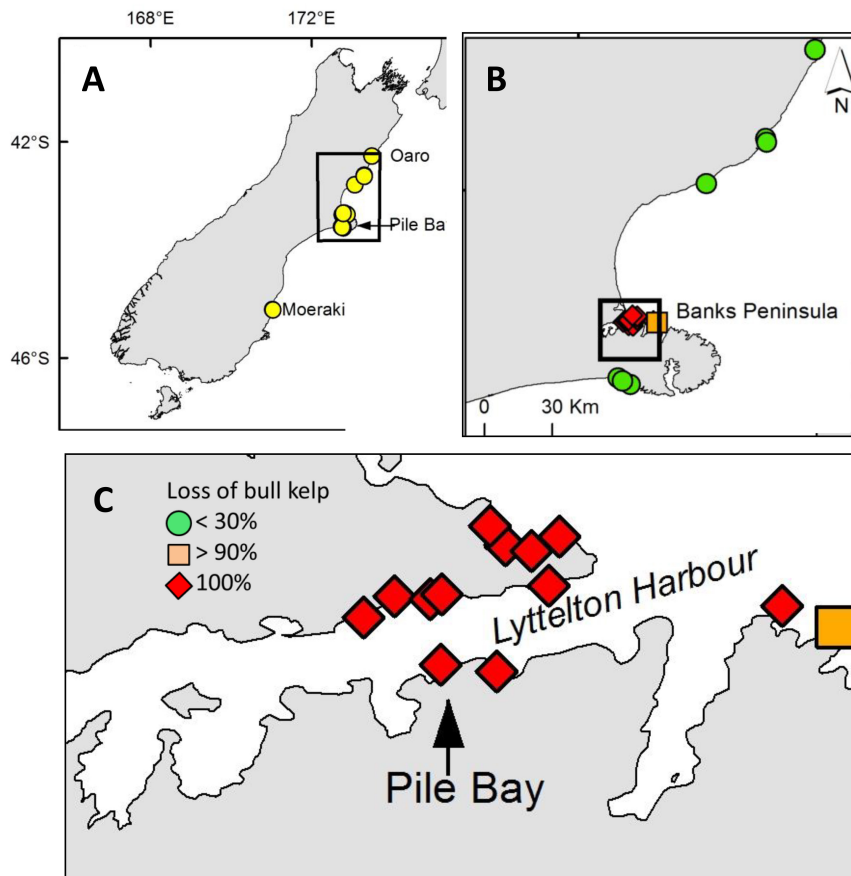 168°E 172°E
A
42°S
Oaro
Pile Ba
Moeraki
46°S
B
N
Banks Peninsula
0 30 Km
C
Loss of bull kelp
< 30%
> 90%
100%
Lyttelton Harbour
Pile Bay